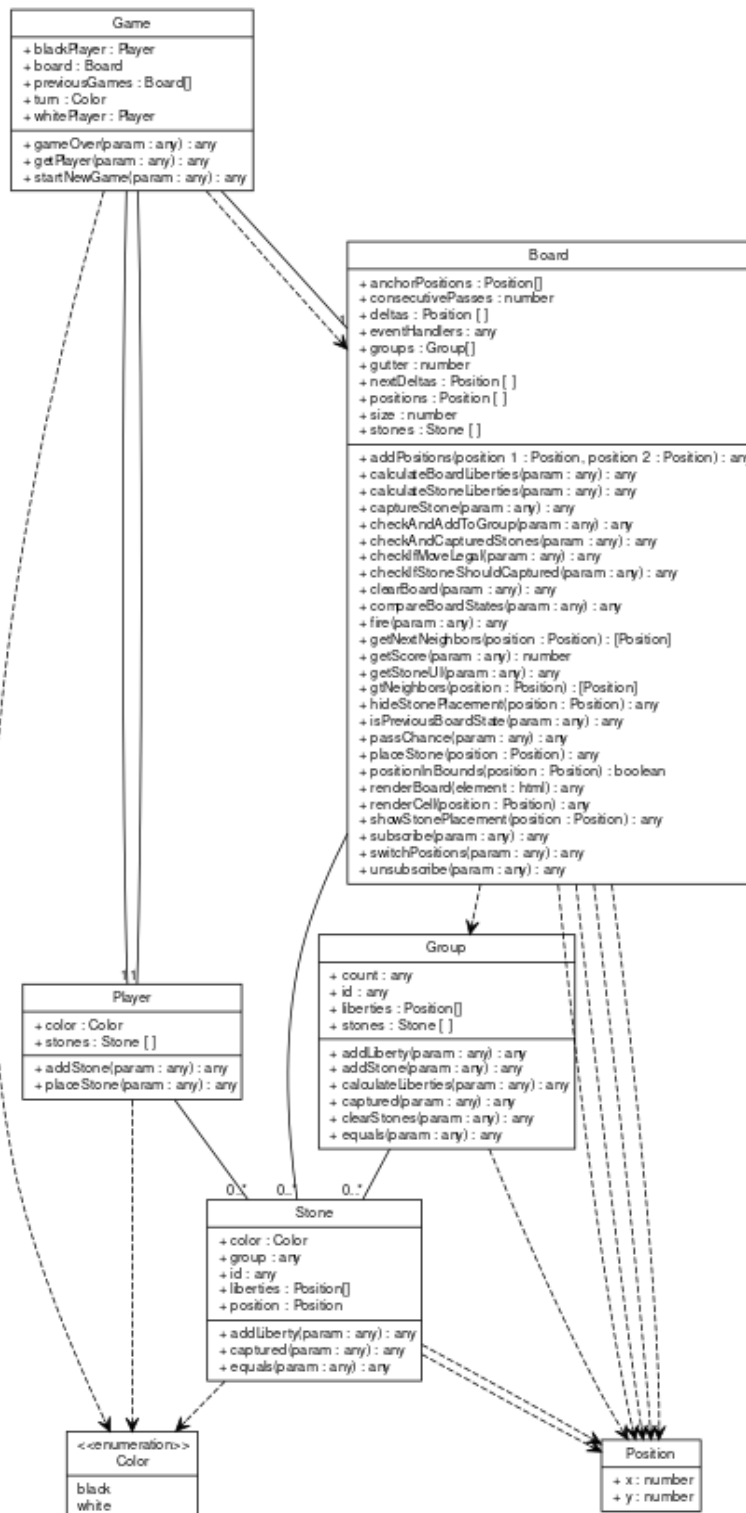 Game
+ blackPlayer : Player
+ board : Board
+ previousGames : Board[]
+ turn : Color
+ whitePlayer : Player
+ gameOver(param : any) : any
+ getPlayer(param : any) : any
+ startNewGame(param : any) : any
Board
+ anchorPositions : Position[]
+ consecutivePasses : number
+ deltas : Position [ ]
+ eventHandlers : any
+ groups : Group[]
+ gutter : number
+ nextDeltas : Position [ ]
+ positions : Position [ ]
+ size : number
+ stones : Stone [ ]
+ addPositions(position 1 : Position, position 2 : Position) : any
+ calculateBoardLiberties(param : any) : any
+ calculateStoneLiberties(param : any) : any
+ captureStone(param : any) : any
+ checkAndAddToGroup(param : any) : any
+ checkAndCapturedStones(param : any) : any
+ checkIfMoveLegal(param : any) : any
+ checkIfStoneShouldCaptured(param : any) : any
+ clearBoard(param : any) : any
+ compareBoardStates(param : any) : any
+ fire(param : any) : any
+ getNextNeighbors(position : Position) : [Position]
+ getScore(param : any) : number
+ getStoneUI(param : any) : any
+ gtNeighbors(position : Position) : [Position]
+ hideStonePlacement(position : Position) : any
+ isPreviousBoardState(param : any) : any
+ passChance(param : any) : any
+ placeStone(position : Position) : any
+ positionInBounds(position : Position) : boolean
+ renderBoard(element : html) : any
+ renderCell(position : Position) : any
+ showStonePlacement(position : Position) : any
+ subscribe(param : any) : any
+ switchPositions(param : any) : any
+ unsubscribe(param : any) : any
1
1 1
Player
+ color : Color
+ stones : Stone [ ]
+ addStone(param : any) : any
+ placeStone(param : any) : any
Group
+ count : any
+ id : any
+ liberties : Position[]
+ stones : Stone [ ]
+ addLiberty(param : any) : any
+ addStone(param : any) : any
+ calculateLiberties(param : any) : any
+ captured(param : any) : any
+ clearStones(param : any) : any
+ equals(param : any) : any
0..* 0..* 0..*
Stone
+ color : Color
+ group : any
+ id : any
+ liberties : Position[]
+ position : Position
+ addLiberty(param : any) : any
+ captured(param : any) : any
+ equals(param : any) : any
<<enumeration>>
Color
black
white
Position
+ x : number
+ y : number